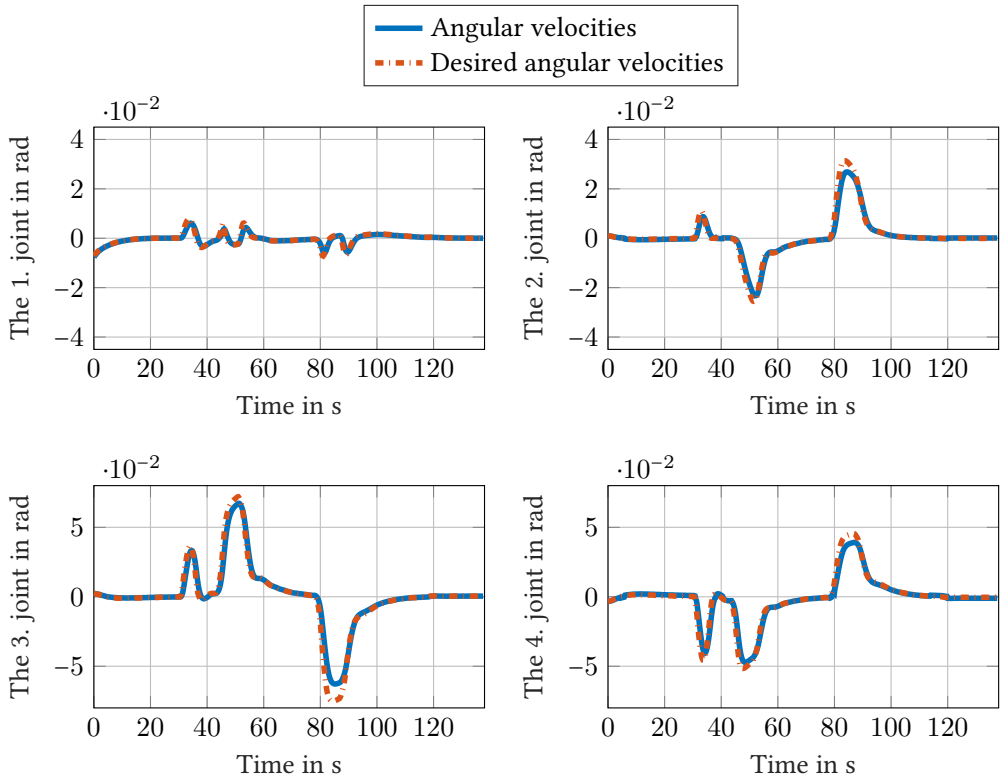 Angular velocities
Desired angular velocities
·10⁻²
4
2
0
−2
−4
The 1. joint in rad
0 20 40 60 80 100 120
Time in s
·10⁻²
4
2
0
−2
−4
The 2. joint in rad
0 20 40 60 80 100 120
Time in s
·10⁻²
5
0
−5
The 3. joint in rad
0 20 40 60 80 100 120
Time in s
·10⁻²
5
0
−5
The 4. joint in rad
0 20 40 60 80 100 120
Time in s